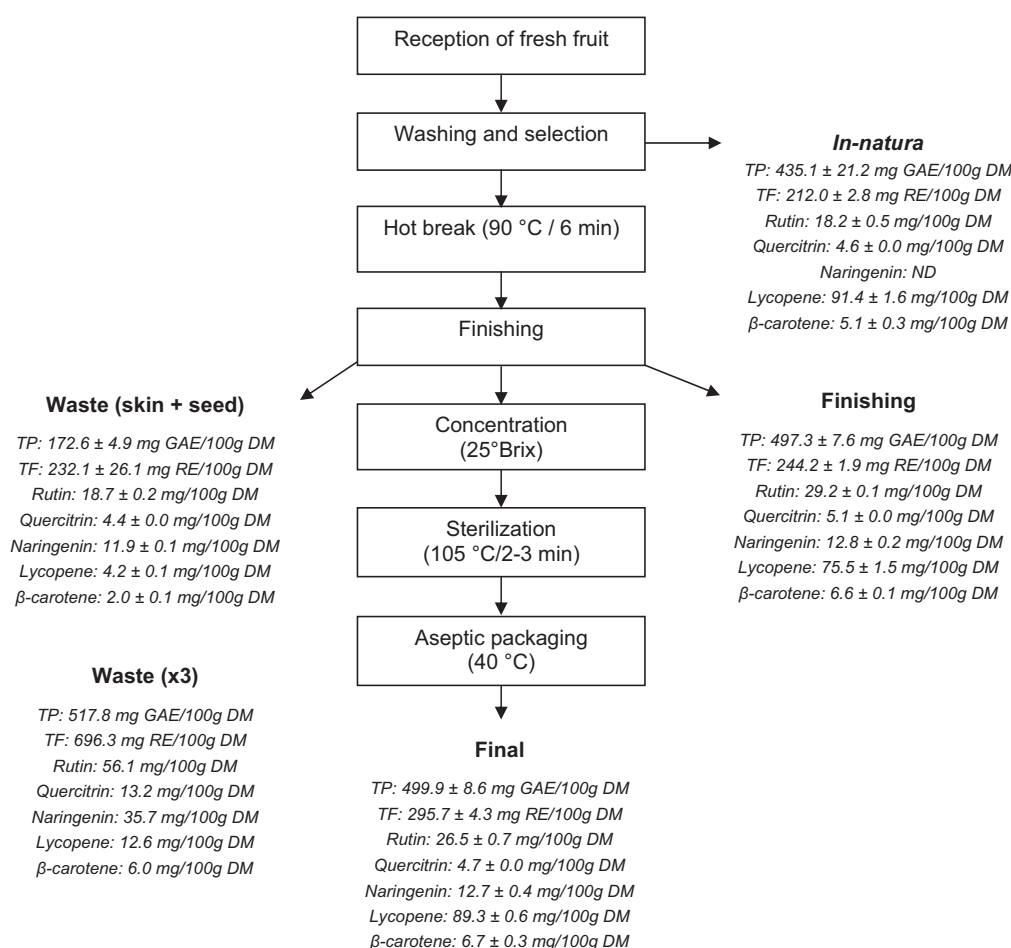 Reception of fresh fruit
Washing and selection
In-natura
TP: 435.1 ± 21.2 mg GAE/100g DM
TF: 212.0 ± 2.8 mg RE/100g DM
Rutin: 18.2 ± 0.5 mg/100g DM
Quercitrin: 4.6 ± 0.0 mg/100g DM
Naringenin: ND
Lycopene: 91.4 ± 1.6 mg/100g DM
β-carotene: 5.1 ± 0.3 mg/100g DM
Hot break (90 °C / 6 min)
Finishing
Waste (skin + seed)
TP: 172.6 ± 4.9 mg GAE/100g DM
TF: 232.1 ± 26.1 mg RE/100g DM
Rutin: 18.7 ± 0.2 mg/100g DM
Quercitrin: 4.4 ± 0.0 mg/100g DM
Naringenin: 11.9 ± 0.1 mg/100g DM
Lycopene: 4.2 ± 0.1 mg/100g DM
β-carotene: 2.0 ± 0.1 mg/100g DM
Finishing
TP: 497.3 ± 7.6 mg GAE/100g DM
TF: 244.2 ± 1.9 mg RE/100g DM
Rutin: 29.2 ± 0.1 mg/100g DM
Quercitrin: 5.1 ± 0.0 mg/100g DM
Naringenin: 12.8 ± 0.2 mg/100g DM
Lycopene: 75.5 ± 1.5 mg/100g DM
β-carotene: 6.6 ± 0.1 mg/100g DM
Concentration
(25°Brix)
Sterilization
(105 °C/2-3 min)
Aseptic packaging
(40 °C)
Waste (x3)
TP: 517.8 mg GAE/100g DM
TF: 696.3 mg RE/100g DM
Rutin: 56.1 mg/100g DM
Quercitrin: 13.2 mg/100g DM
Naringenin: 35.7 mg/100g DM
Lycopene: 12.6 mg/100g DM
β-carotene: 6.0 mg/100g DM
Final
TP: 499.9 ± 8.6 mg GAE/100g DM
TF: 295.7 ± 4.3 mg RE/100g DM
Rutin: 26.5 ± 0.7 mg/100g DM
Quercitrin: 4.7 ± 0.0 mg/100g DM
Naringenin: 12.7 ± 0.4 mg/100g DM
Lycopene: 89.3 ± 0.6 mg/100g DM
β-carotene: 6.7 ± 0.3 mg/100g DM